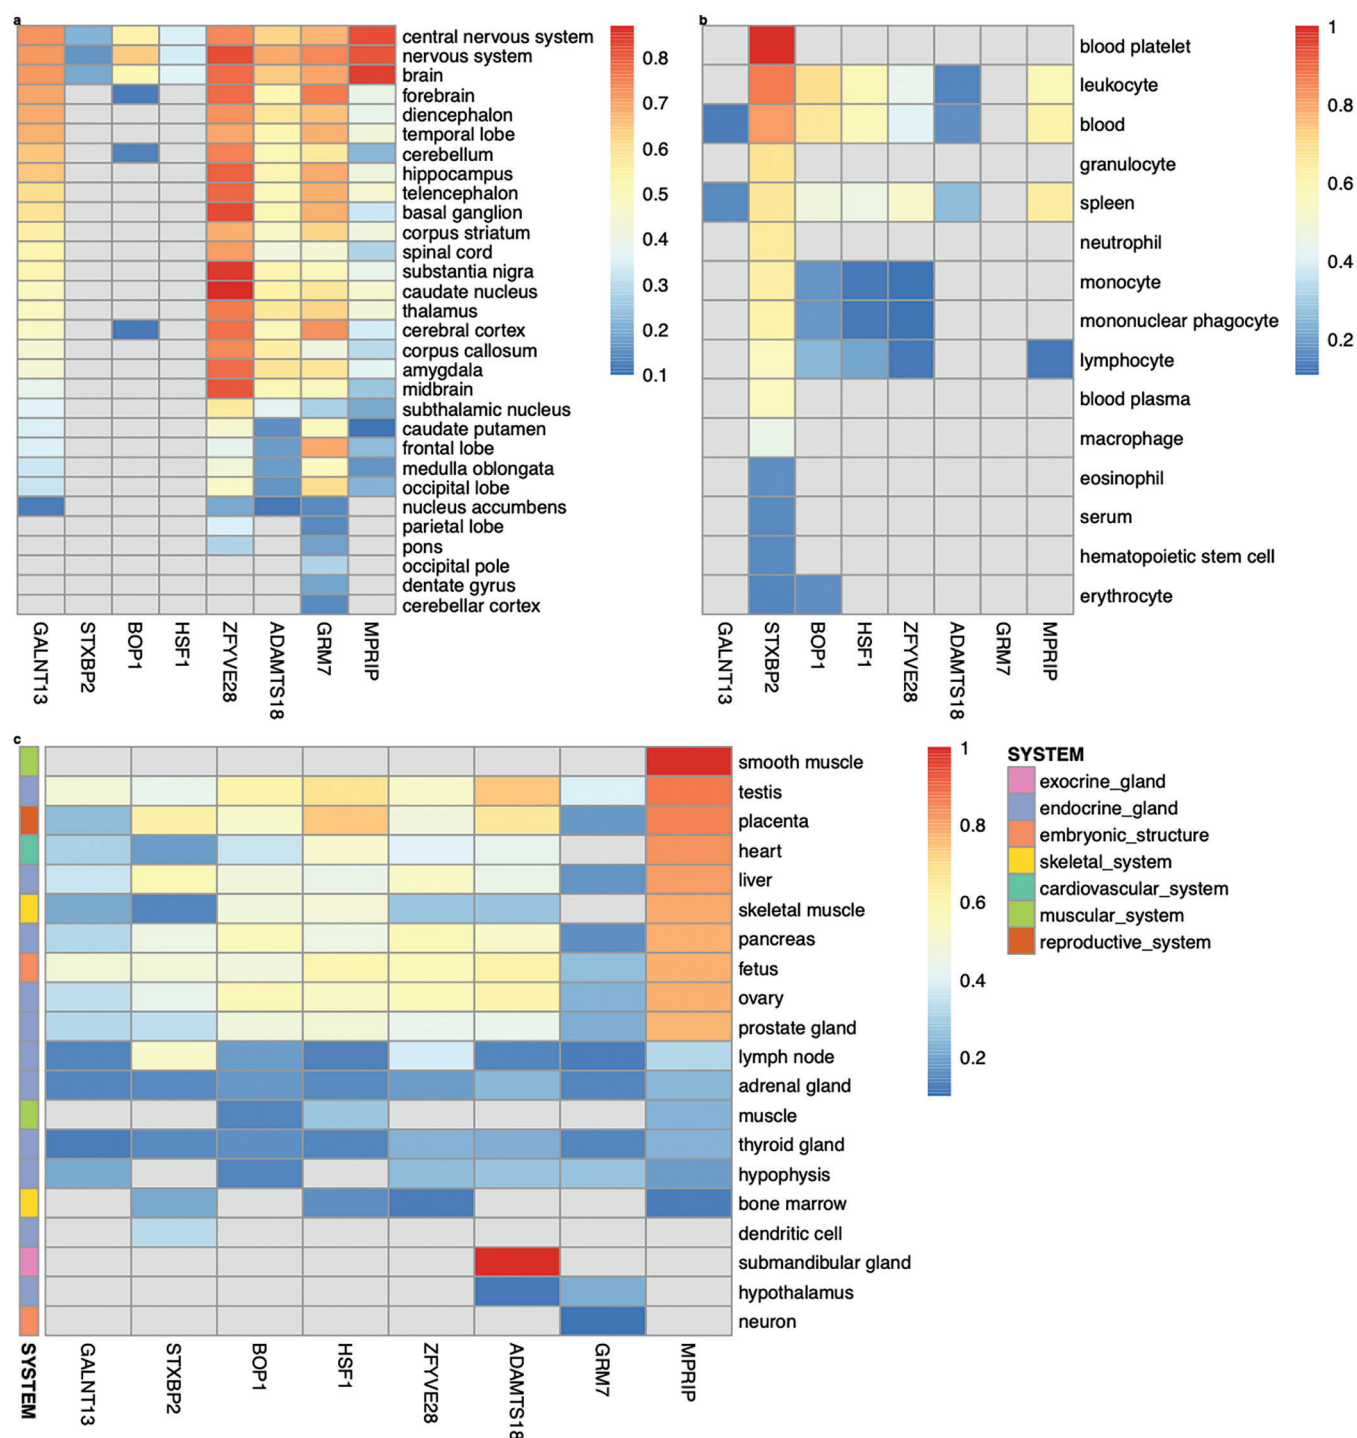 a
central nervous system
nervous system
brain
forebrain
diencephalon
temporal lobe
cerebellum
hippocampus
telencephalon
basal ganglion
corpus striatum
spinal cord
substantia nigra
caudate nucleus
thalamus
cerebral cortex
corpus callosum
amygdala
midbrain
subthalamic nucleus
caudate putamen
frontal lobe
medulla oblongata
occipital lobe
nucleus accumbens
parietal lobe
pons
occipital pole
dentate gyrus
cerebellar cortex
GALNT13
STXBP2
BOP1
HSF1
ZFYVE28
ADAMTS18
GRM7
MPRIP
0.8
0.7
0.6
0.5
0.4
0.3
0.2
0.1
b
blood platelet
leukocyte
blood
granulocyte
spleen
neutrophil
monocyte
mononuclear phagocyte
lymphocyte
blood plasma
macrophage
eosinophil
serum
hematopoietic stem cell
erythrocyte
GALNT13
STXBP2
BOP1
HSF1
ZFYVE28
ADAMTS18
GRM7
MPRIP
1
0.8
0.6
0.4
0.2
c
smooth muscle
testis
placenta
heart
liver
skeletal muscle
pancreas
fetus
ovary
prostate gland
lymph node
adrenal gland
muscle
thyroid gland
hypophysis
bone marrow
dendritic cell
submandibular gland
hypothalamus
neuron
SYSTEM
GALNT13
STXBP2
BOP1
HSF1
ZFYVE28
ADAMTS18
GRM7
MPRIP
1
0.8
0.6
0.4
0.2
SYSTEM
exocrine_gland
endocrine_gland
embryonic_structure
skeletal_system
cardiovascular_system
muscular_system
reproductive_system